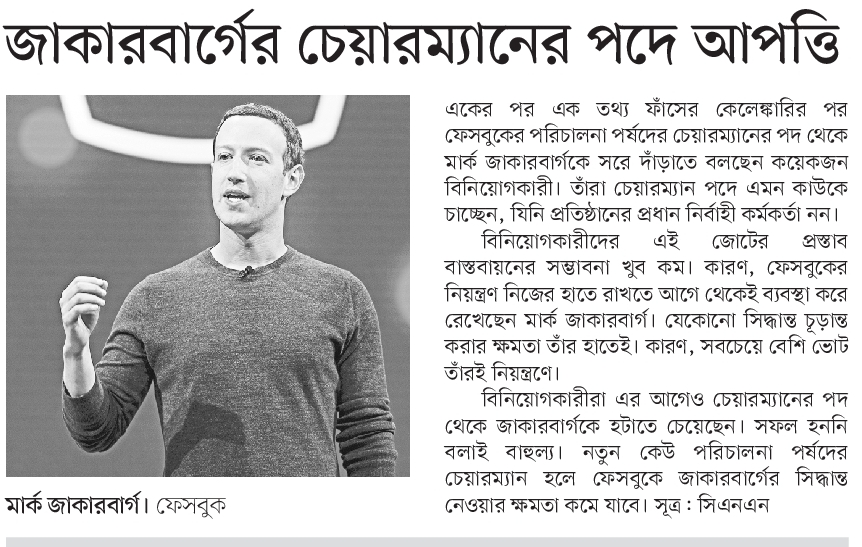 জাকারবার্গের চেয়ারম্যানের পদে আপত্তি
একের পর এক তথ্য ফাঁসের কেলেঙ্কারির পর
ফেসবুকের পরিচালনা পর্ষদের চেয়ারম্যানের পদ থেকে
মার্ক জাকারবার্গকে সরে দাঁড়াতে বলছেন কয়েকজন
বিনিয়োগকারী। তাঁরা চেয়ারম্যান পদে এমন কাউকে
চাচ্ছেন, যিনি প্রতিষ্ঠানের প্রধান নির্বাহী কর্মকর্তা নন।
বিনিয়োগকারীদের এই জোটের প্রস্তাব
বাস্তবায়নের সম্ভাবনা খুব কম। কারণ, ফেসবুকের
নিয়ন্ত্রণ নিজের হাতে রাখতে আগে থেকেই ব্যবস্থা করে
রেখেছেন মার্ক জাকারবার্গ। যেকোনো সিদ্ধান্ত চূড়ান্ত
করার ক্ষমতা তাঁর হাতেই। কারণ, সবচেয়ে বেশি ভোট
তাঁরই নিয়ন্ত্রণে।
বিনিয়োগকারীরা এর আগেও চেয়ারম্যানের পদ
থেকে জাকারবার্গকে হটাতে চেয়েছেন। সফল হননি
বলাই বাহুল্য। নতুন কেউ পরিচালনা পর্ষদের
চেয়ারম্যান হলে ফেসবুকে জাকারবার্গের সিদ্ধান্ত
নেওয়ার ক্ষমতা কমে যাবে। সূত্র : সিএনএন
মার্ক জাকারবার্গ। ফেসবুক